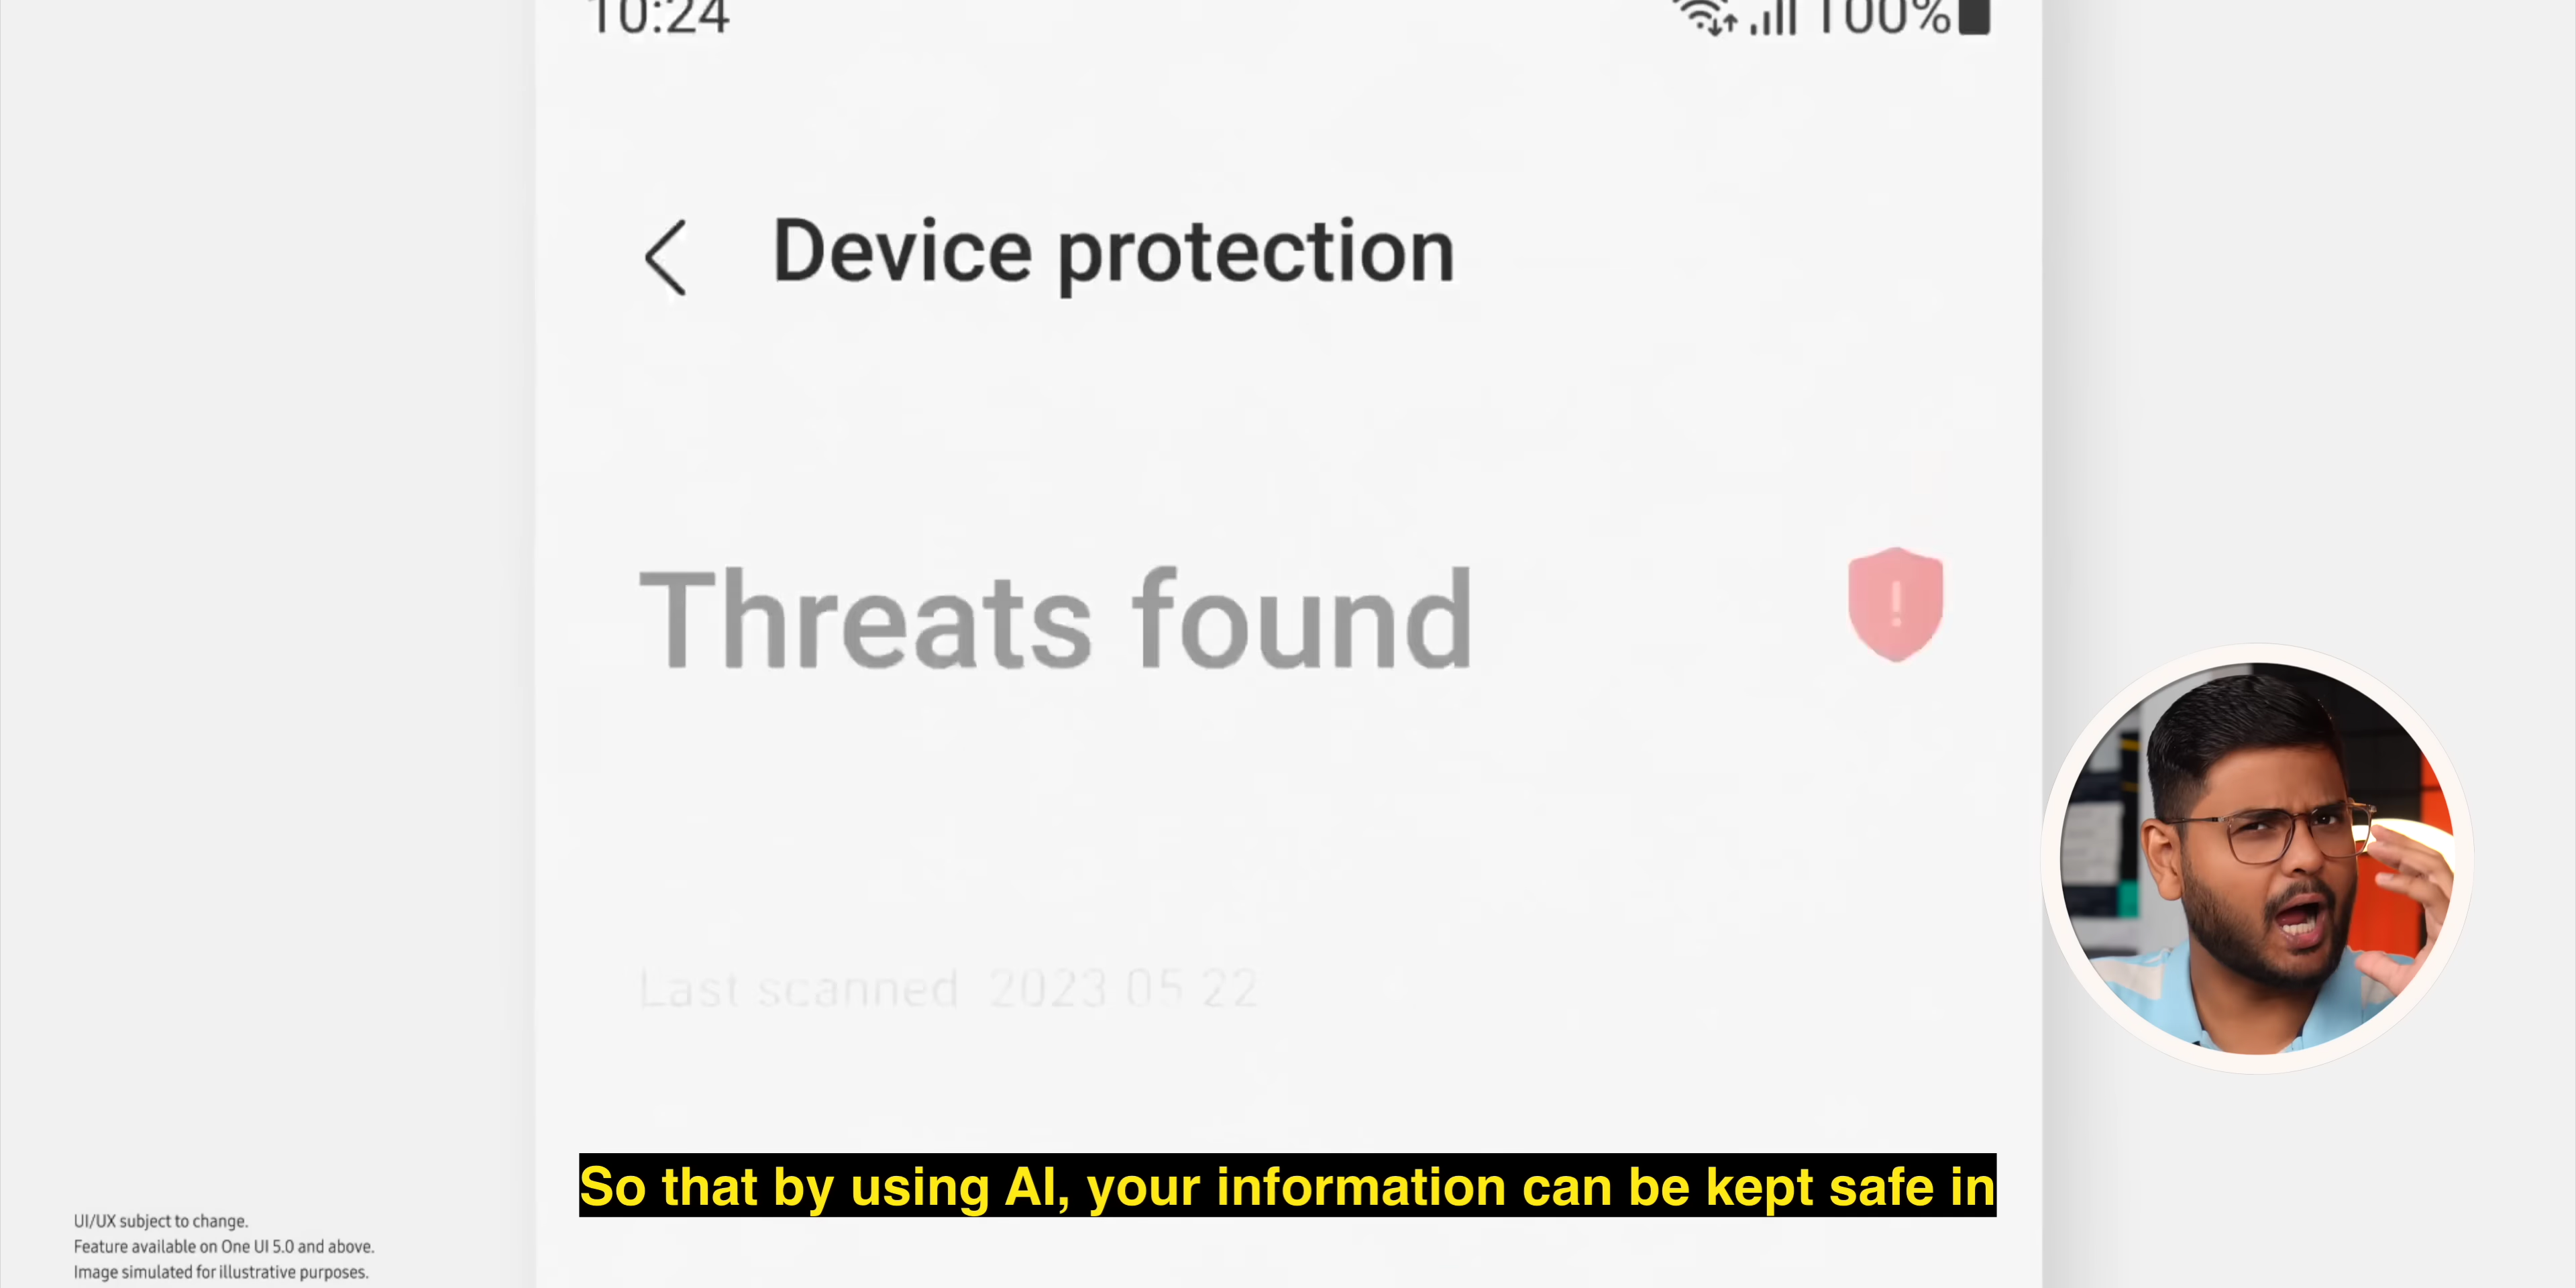 10:24
100%
Device protection
Threats found
Last scanned 2023 05 22
So that by using AI, your information can be kept safe in
UI/UX subject to change.
Feature available on One UI 5.0 and above.
Image simulated for illustrative purposes.